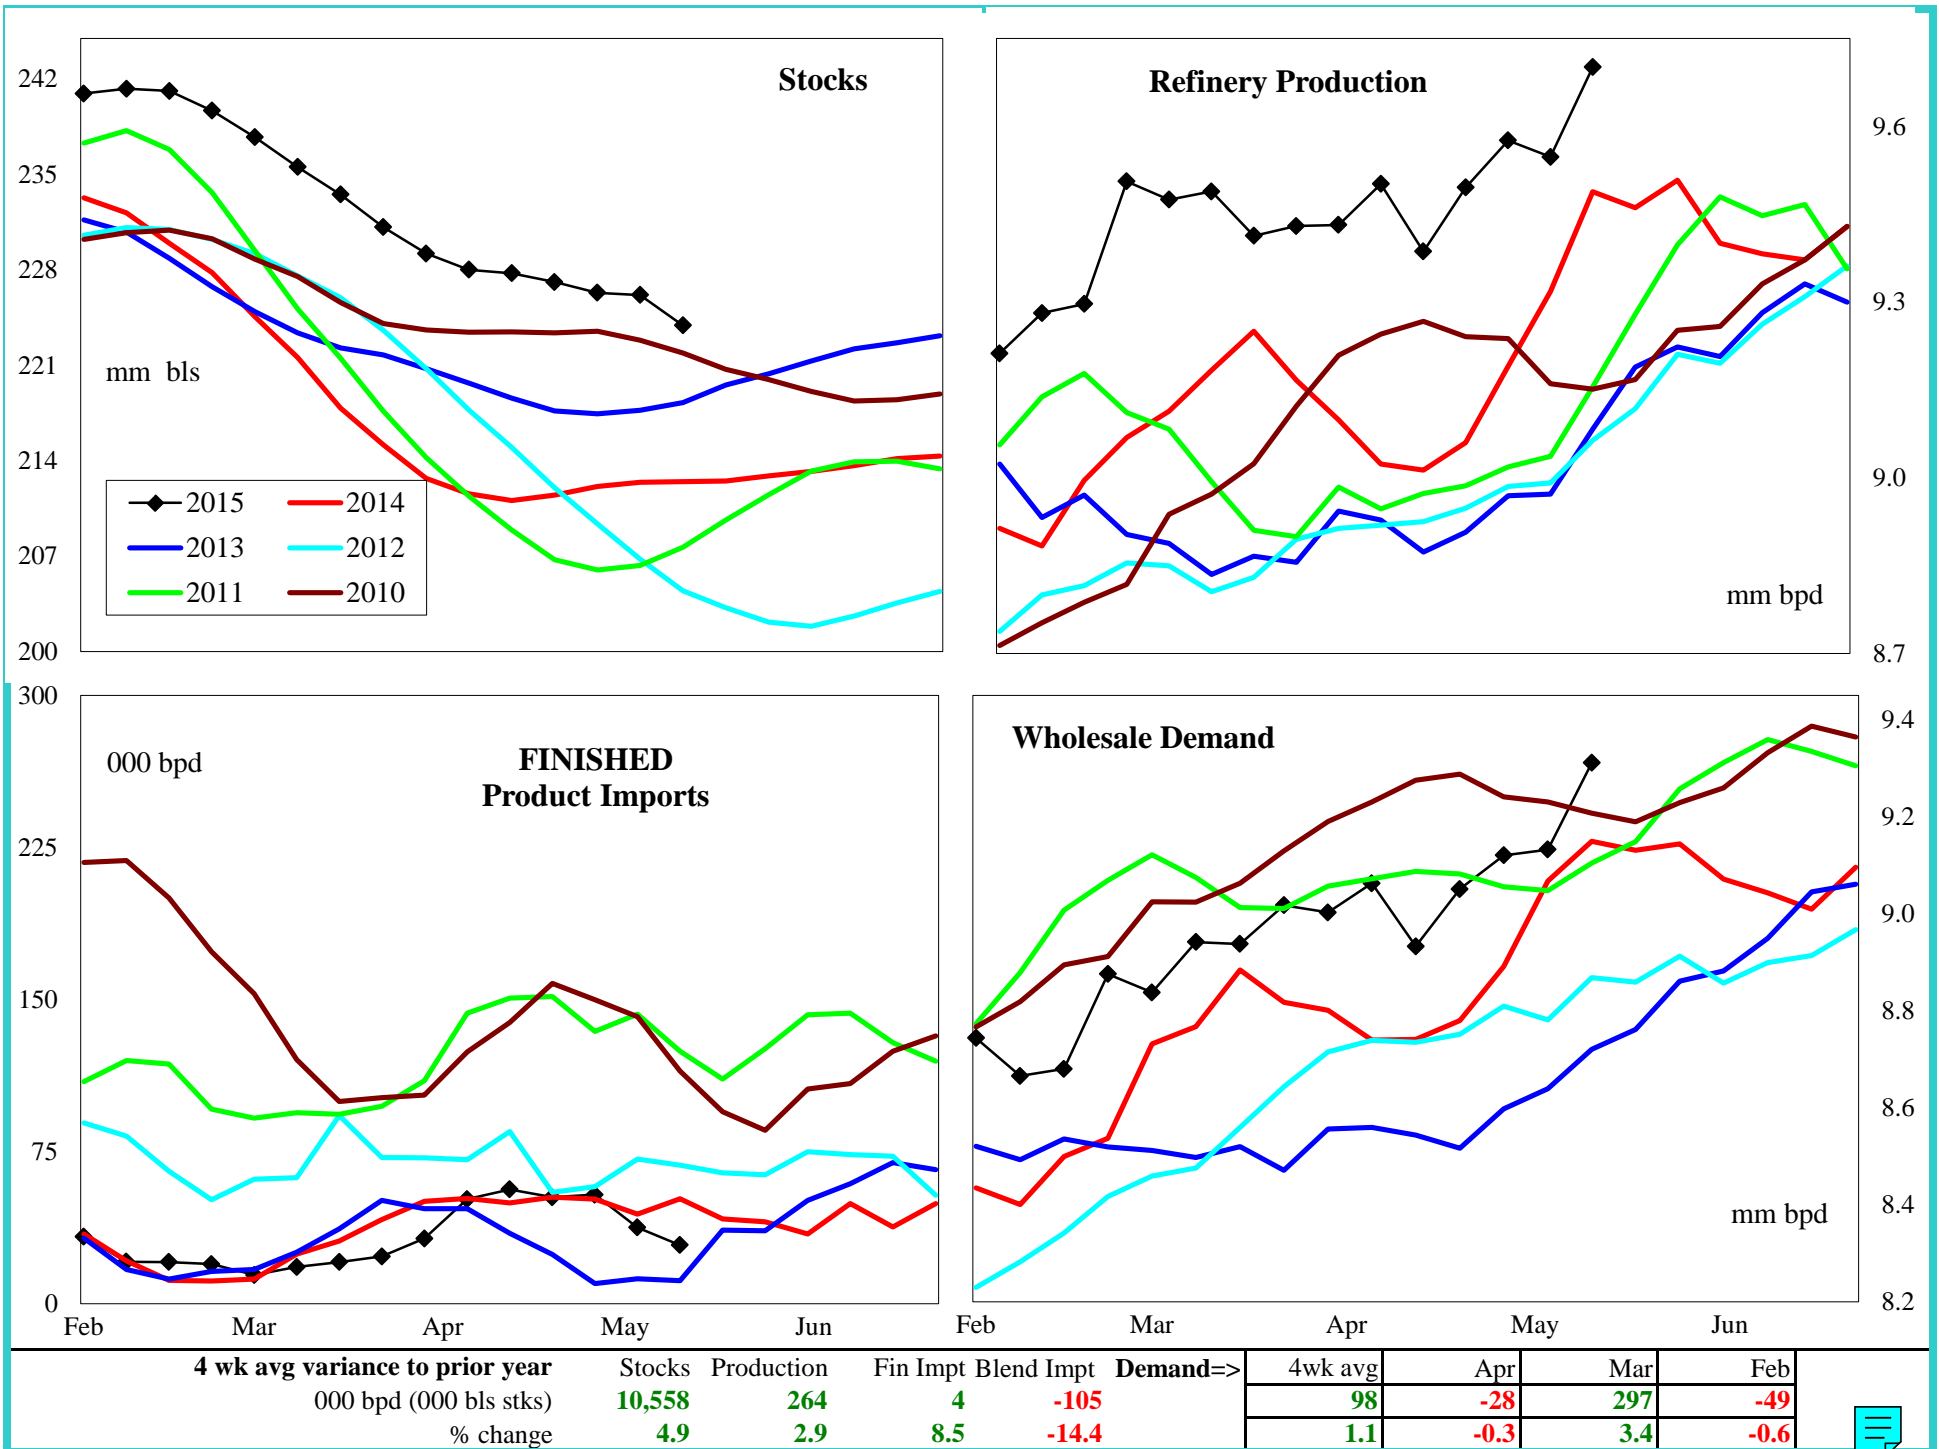 Stocks
242
235
228
221
214
207
200
mm  bls
2015
2014
2013
2012
2011
2010
Refinery Production
9.6
9.3
9.0
8.7
mm bpd
300
225
150
75
0
000 bpd
FINISHED
Product Imports
Feb Mar Apr May Jun
Wholesale Demand
9.4
9.2
9.0
8.8
8.6
8.4
8.2
mm bpd
Feb Mar Apr May Jun
4 wk avg variance to prior year Stocks Production Fin Impt Blend Impt Demand=> 4wk avg Apr Mar Feb
000 bpd (000 bls stks) 10,558 264 4 -105 98 -28 297 -49
% change 4.9 2.9 8.5 -14.4 1.1 -0.3 3.4 -0.6